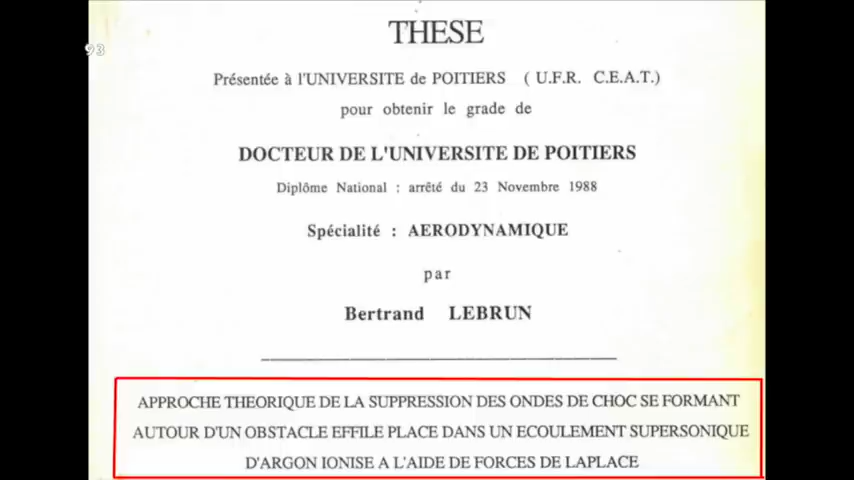 93
THESE
Présentée à l'UNIVERSITE de POITIERS ( U.F.R. C.E.A.T.)
pour obtenir le grade de
DOCTEUR DE L'UNIVERSITE DE POITIERS
Diplôme National : arrêté du 23 Novembre 1988
Spécialité : AERODYNAMIQUE
par
Bertrand LEBRUN
APPROCHE THEORIQUE DE LA SUPPRESSION DES ONDES DE CHOC SE FORMANT
AUTOUR D'UN OBSTACLE EFFILE PLACE DANS UN ECOULEMENT SUPERSONIQUE
D'ARGON IONISE A L'AIDE DE FORCES DE LAPLACE